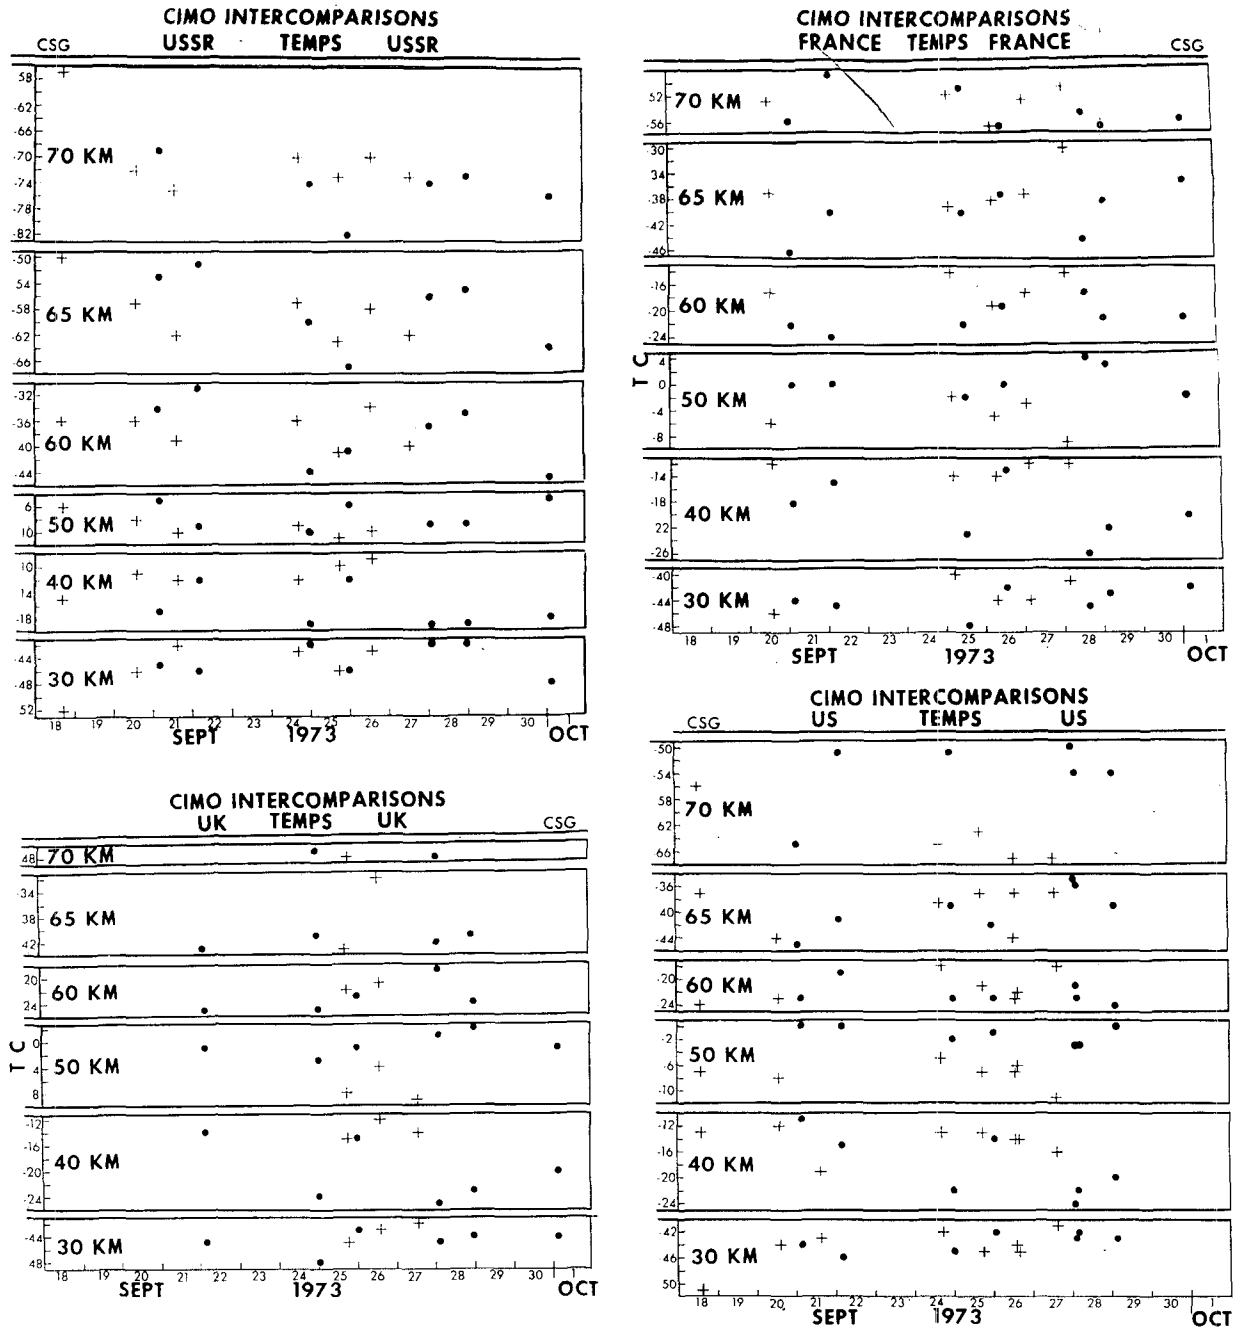 CIMO INTERCOMPARISONS
CSG USSR TEMPS USSR
58
-62
-66
-70 70 KM
-74
-78
-82
-50
54
-58 65 KM
-62
-66
-32
-36
40 60 KM
-44
6
10 50 KM
10
40 KM
-18
-44
-48 30 KM
52
18 19 20 21 22 23 24 25 26 27 28 29 30
SEPT 1973 OCT
CIMO INTERCOMPARISONS
FRANCE TEMPS FRANCE CSG
52 70 KM
-56
-30
34
-38 65 KM
-42
-46
-16
-20 60 KM
-24
T C
4
0
-4 50 KM
-8
-14
-18 40 KM
22
-26
-40
-44 30 KM
-48
18 19 20 21 22 23 24 25 26 27 28 29 30 1
SEPT 1973 OCT
CIMO INTERCOMPARISONS
UK TEMPS UK CSG
48 70 KM
-34
38 65 KM
42
20
24 60 KM
T C
0
4 50 KM
8
-12
-16 40 KM
-20
-24
-44 30 KM
48
18 19 20 21 22 23 24 25 26 27 28 29 30
SEPT 1973 OCT
CIMO INTERCOMPARISONS
CSG US TEMPS US
-50
-54
58 70 KM
62
66
-36
40 65 KM
-44
-20 60 KM
24
-2
-6 50 KM
-10
-12
-16 40 KM
-20
-24
42
46 30 KM
50
18 19 20 21 22 23 24 25 26 27 28 29 30 1
SEPT 1973 OCT